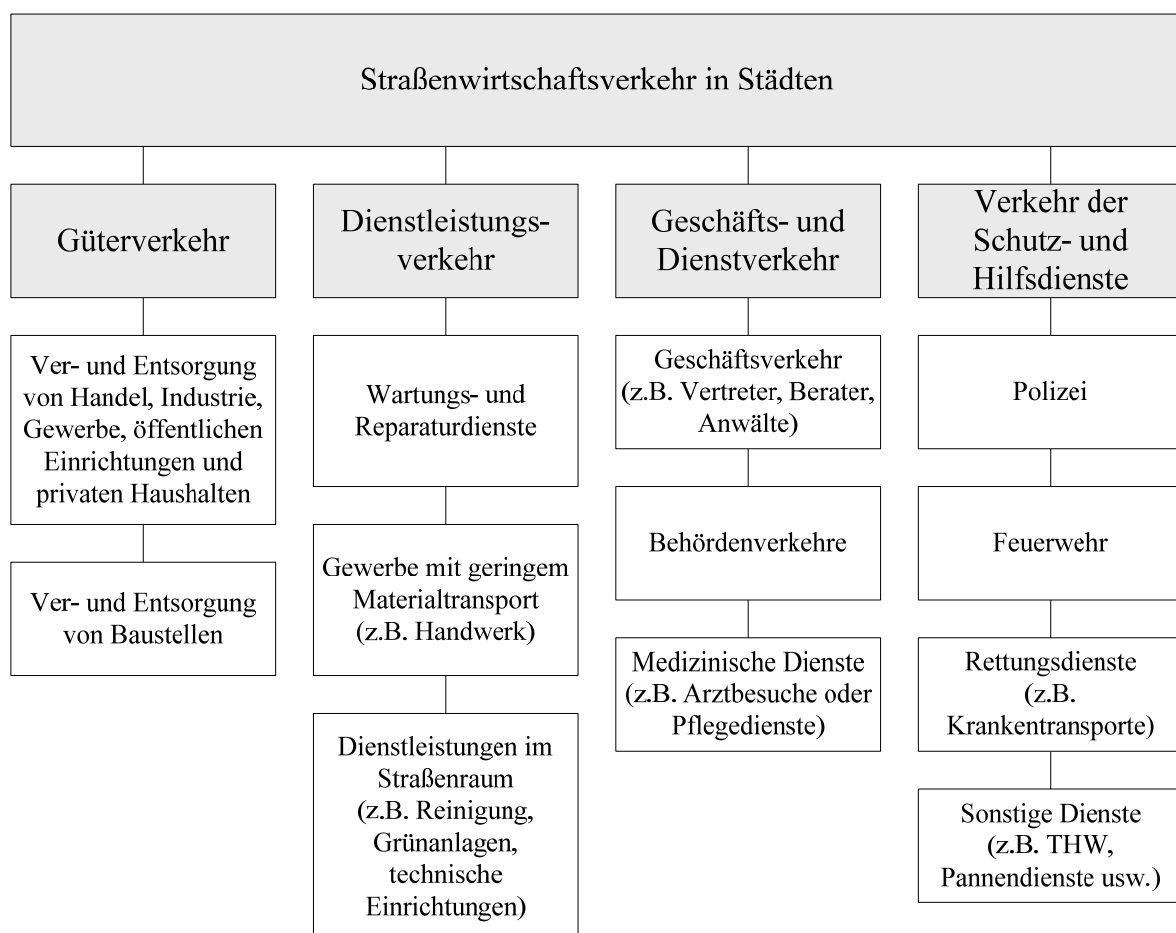 Straßenwirtschaftsverkehr in Städten
Güterverkehr
Ver- und Entsorgung
von Handel, Industrie,
Gewerbe, öffentlichen
Einrichtungen und
privaten Haushalten
Ver- und Entsorgung
von Baustellen
Dienstleistungs-
verkehr
Wartungs- und
Reparaturdienste
Gewerbe mit geringem
Materialtransport
(z.B. Handwerk)
Dienstleistungen im
Straßenraum
(z.B. Reinigung,
Grünanlagen,
technische
Einrichtungen)
Geschäfts- und
Dienstverkehr
Geschäftsverkehr
(z.B. Vertreter, Berater,
Anwälte)
Behördenverkehre
Medizinische Dienste
(z.B. Arztbesuche oder
Pflegedienste)
Verkehr der
Schutz- und
Hilfsdienste
Polizei
Feuerwehr
Rettungsdienste
(z.B.
Krankentransporte)
Sonstige Dienste
(z.B. THW,
Pannendienste usw.)